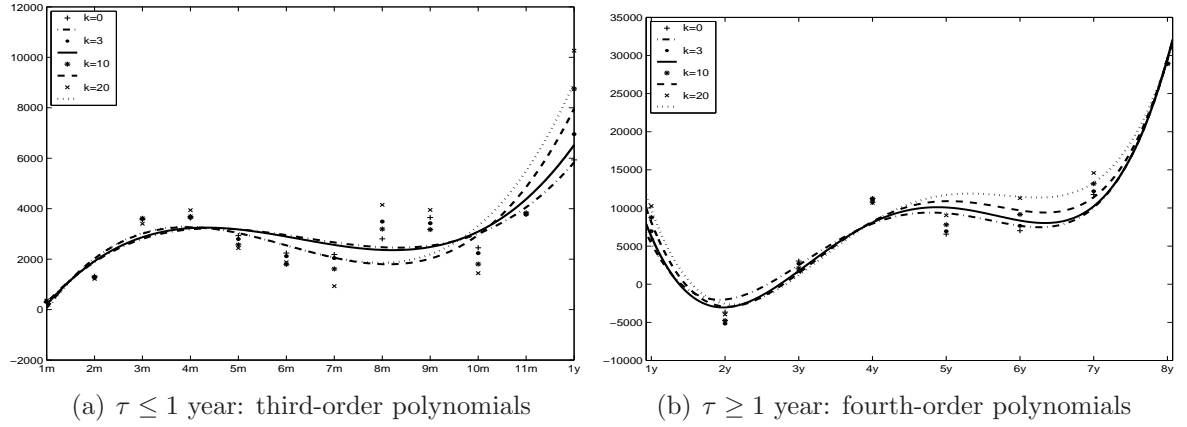 12000
10000
8000
6000
4000
2000
0
−2000
k=0
k=3
k=10
k=20
1m 2m 3m 4m 5m 6m 7m 8m 9m 10m 11m 1y
(a) τ ≤ 1 year: third-order polynomials
35000
30000
25000
20000
15000
10000
5000
0
−5000
−10000
k=0
k=3
k=10
k=20
1y 2y 3y 4y 5y 6y 7y 8y
(b) τ ≥ 1 year: fourth-order polynomials